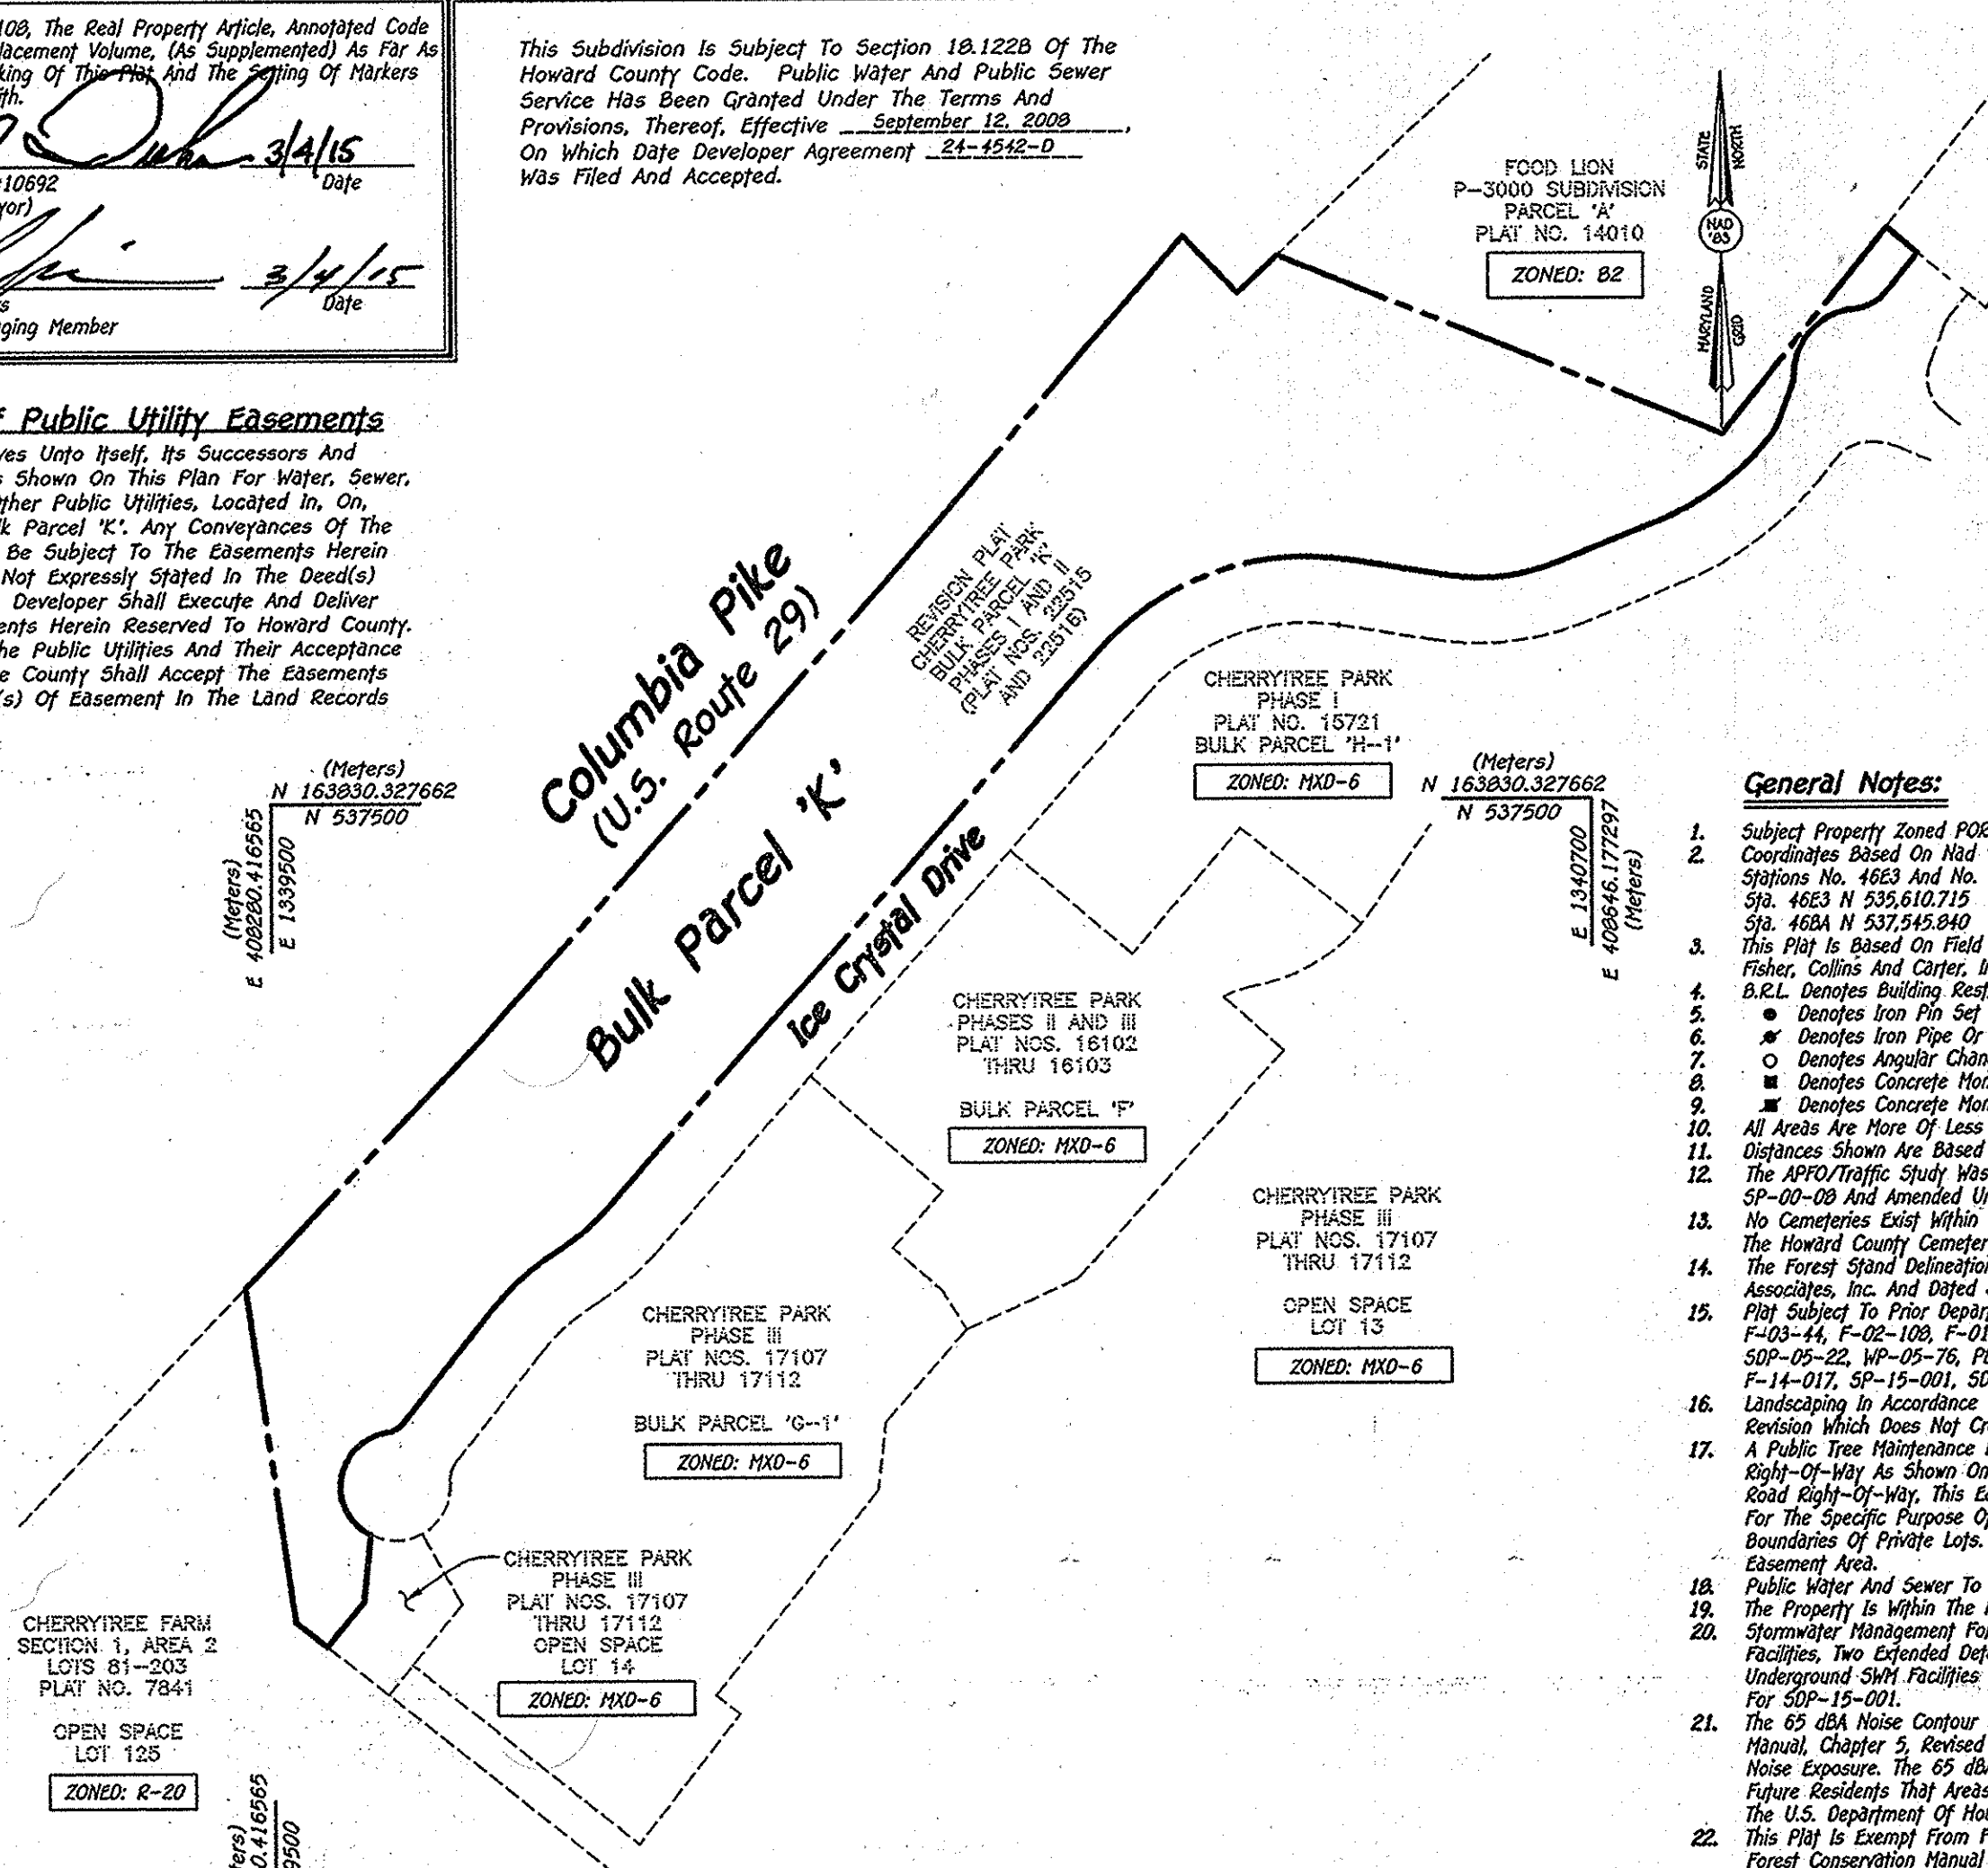 108, The Real Property Article, Annotated Code
lacement Volume, (As Supplemented) As Far As
king Of This Plat And The Setting Of Markers
ith.
3/4/15
10692
Date
yor)
3/4/15
s
Date
ging Member
This Subdivision Is Subject To Section 18.122B Of The
Howard County Code. Public Water And Public Sewer
Service Has Been Granted Under The Terms And
Provisions, Thereof, Effective September 12, 2008,
On Which Date Developer Agreement 24-4542-D
Was Filed And Accepted.
f Public Utility Easements
ves Unto Itself, Its Successors And
s Shown On This Plan For Water, Sewer,
ther Public Utilities, Located In, On,
lk Parcel 'K'. Any Conveyances Of The
Be Subject To The Easements Herein
Not Expressly Stated In The Deed(s)
Developer Shall Execute And Deliver
ents Herein Reserved To Howard County.
he Public Utilities And Their Acceptance
e County Shall Accept The Easements
(s) Of Easement In The Land Records
FOOD LION
P-3000 SUBDIVISION
PARCEL 'A'
PLAT NO. 14010
ZONED: B2
STATE
NORTH
NAD
'83
MARYLAND
GRID
Columbia Pike
(U.S. Route 29)
REVISION PLAT
CHERRYTREE PARK
BULK PARCEL 'K'
PHASES I AND II
(PLAT NOS. 22515
AND 22516)
Bulk Parcel 'K'
Ice Crystal Drive
CHERRYTREE PARK
PHASE I
PLAT NO. 15721
BULK PARCEL 'H-1'
ZONED: MXD-6
(Meters)
N 163830.327662
N 537500
(Meters)
E 408280.416565
E 1339500
(Meters)
N 163830.327662
N 537500
E 1340700
E 408646.177297
(Meters)
CHERRYTREE PARK
PHASES II AND III
PLAT NOS. 16102
THRU 16103
BULK PARCEL 'F'
ZONED: MXD-6
CHERRYTREE PARK
PHASE III
PLAT NOS. 17107
THRU 17112
OPEN SPACE
LOT 13
ZONED: MXD-6
CHERRYTREE PARK
PHASE III
PLAT NOS. 17107
THRU 17112
BULK PARCEL 'G-1'
ZONED: MXD-6
CHERRYTREE PARK
PHASE III
PLAT NOS. 17107
THRU 17112
OPEN SPACE
LOT 14
ZONED: MXD-6
CHERRYTREE FARM
SECTION 1, AREA 2
LOTS 81-203
PLAT NO. 7841
OPEN SPACE
LOT 125
ZONED: R-20
ters)
0.416565
9500
General Notes:
1. Subject Property Zoned POR
2. Coordinates Based On Nad
Stations No. 46E3 And No.
Sta. 46E3 N 535,610.715
Sta. 46BA N 537,545.840
3. This Plat Is Based On Field
Fisher, Collins And Carter, I
4. B.R.L. Denotes Building Rest
5. Denotes Iron Pin Set
6. Denotes Iron Pipe Or
7. Denotes Angular Chan
8. Denotes Concrete Mon
9. Denotes Concrete Mon
10. All Areas Are More Of Less
11. Distances Shown Are Based
12. The APFO/Traffic Study Was
SP-00-08 And Amended Un
13. No Cemeteries Exist Within
The Howard County Cemeter
14. The Forest Stand Delineation
Associates, Inc. And Dated
15. Plat Subject To Prior Depar
F-03-44, F-02-108, F-01
SDP-05-22, WP-05-76, P
F-14-017, SP-15-001, SD
16. Landscaping In Accordance
Revision Which Does Not Cr
17. A Public Tree Maintenance
Right-Of-Way As Shown On
Road Right-Of-Way, This Ea
For The Specific Purpose Of
Boundaries Of Private Lots.
Easement Area.
18. Public Water And Sewer To
19. The Property Is Within The
20. Stormwater Management For
Facilities, Two Extended Det
Underground SWM Facilities
For SDP-15-001.
21. The 65 dBA Noise Contour
Manual, Chapter 5, Revised
Noise Exposure. The 65 dBA
Future Residents That Areas
The U.S. Department Of Hou
22. This Plat Is Exempt From F
Forest Conservation Manual